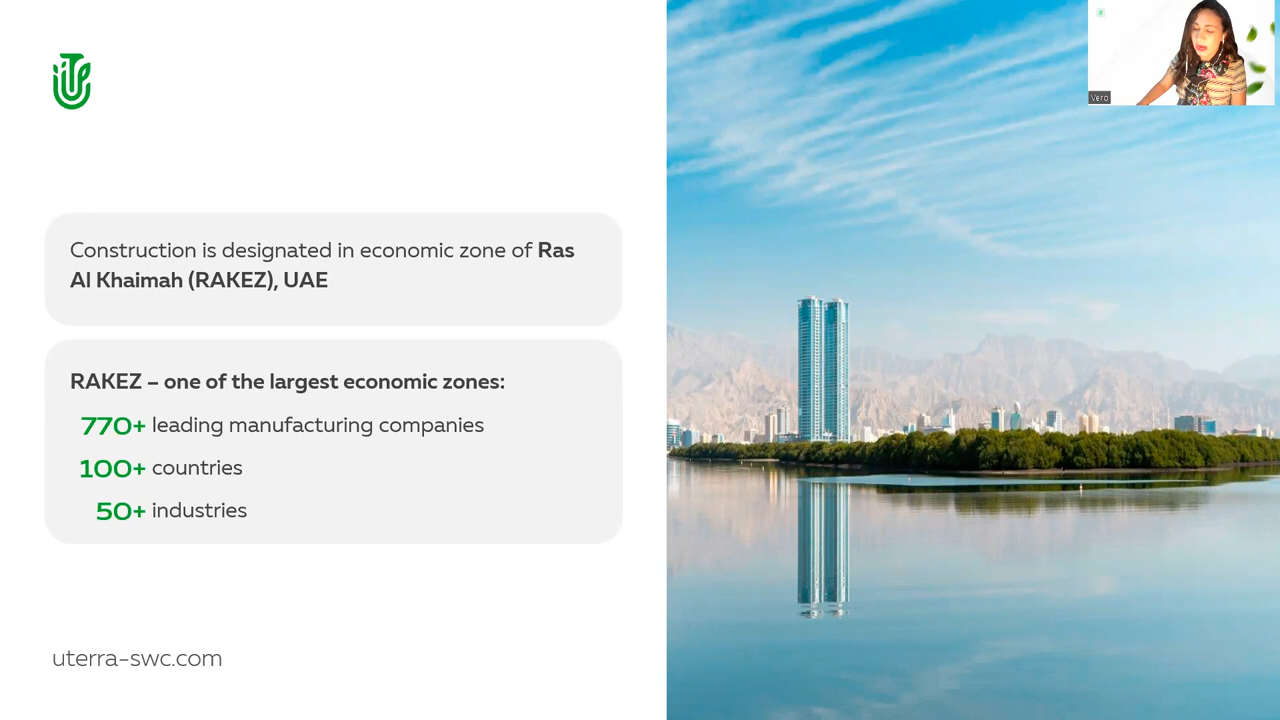 Construction is designated in economic zone of Ras
Al Khaimah (RAKEZ), UAE
RAKEZ – one of the largest economic zones:
770+ leading manufacturing companies
100+ countries
50+ industries
uterra-swc.com
Vero